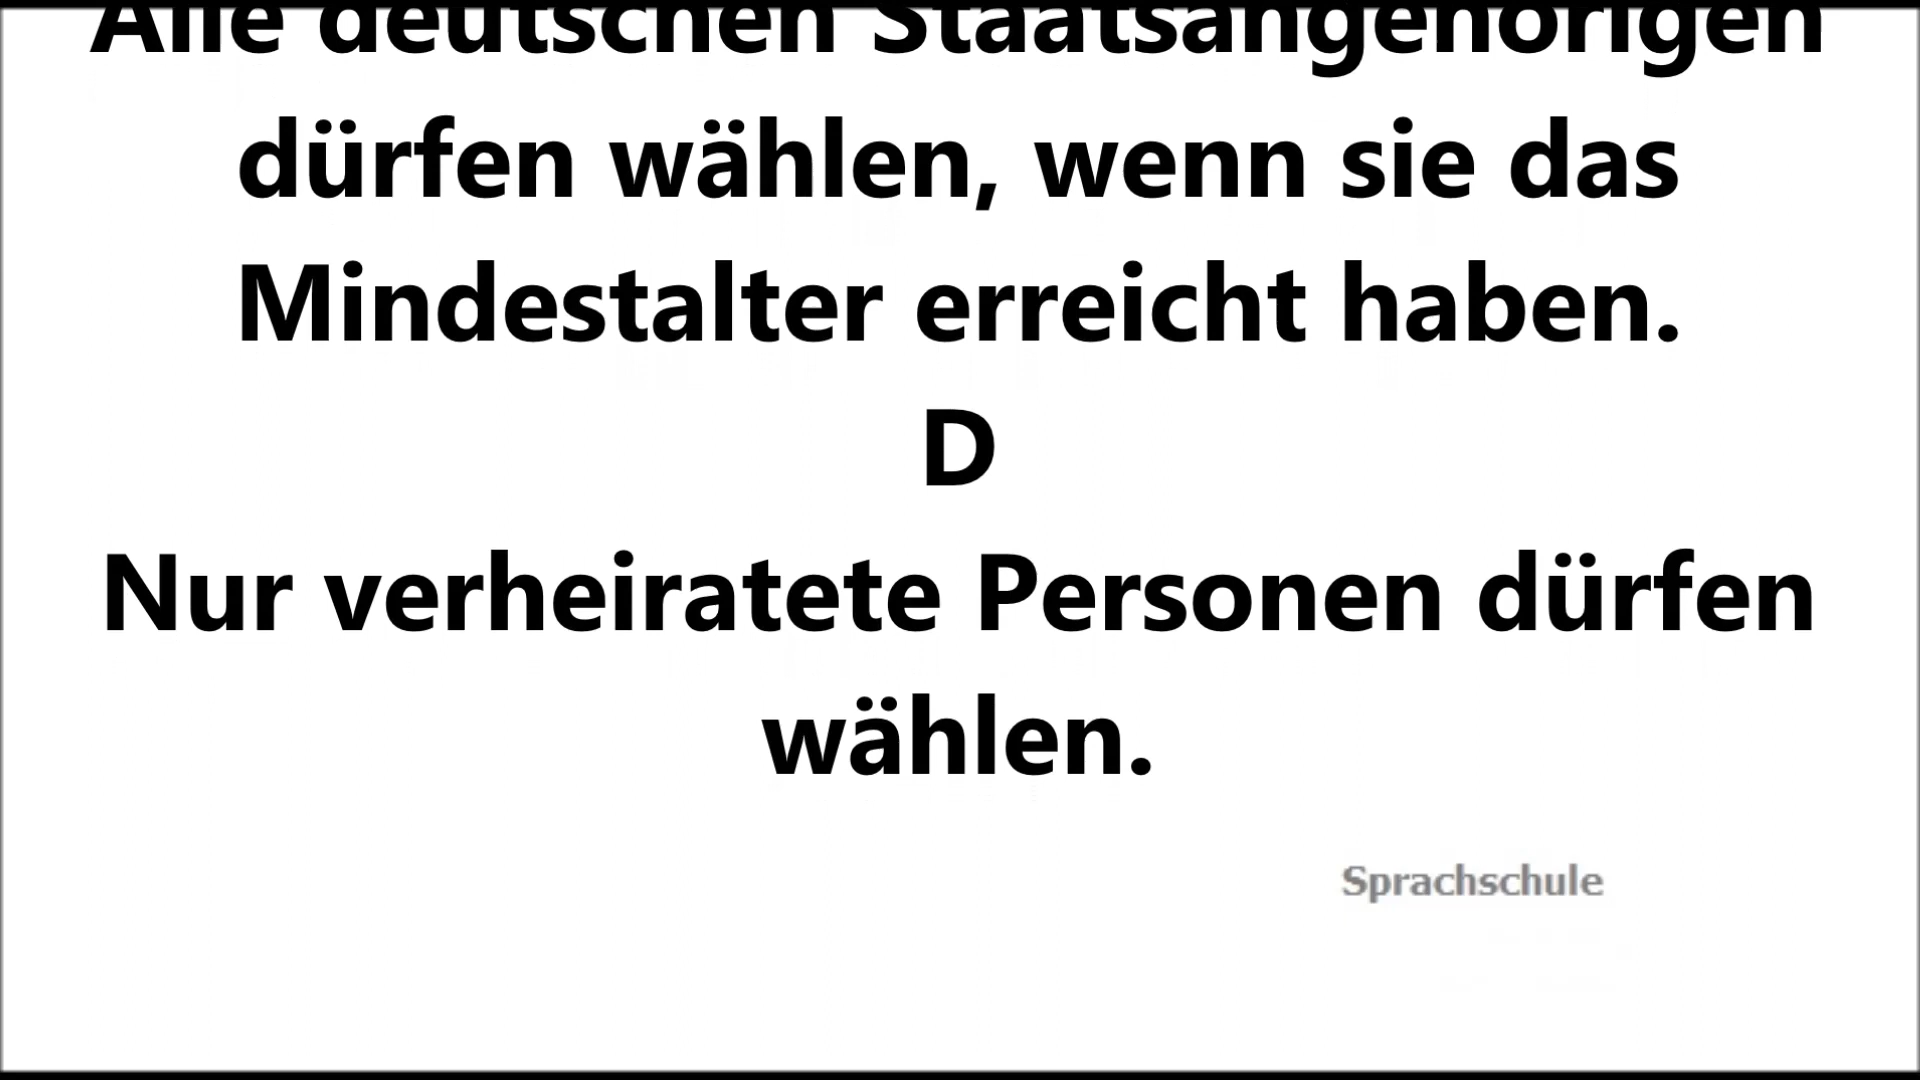 Alle deutschen Staatsangehörigen
dürfen wählen, wenn sie das
Mindestalter erreicht haben.
D
Nur verheiratete Personen dürfen
wählen.
Sprachschule